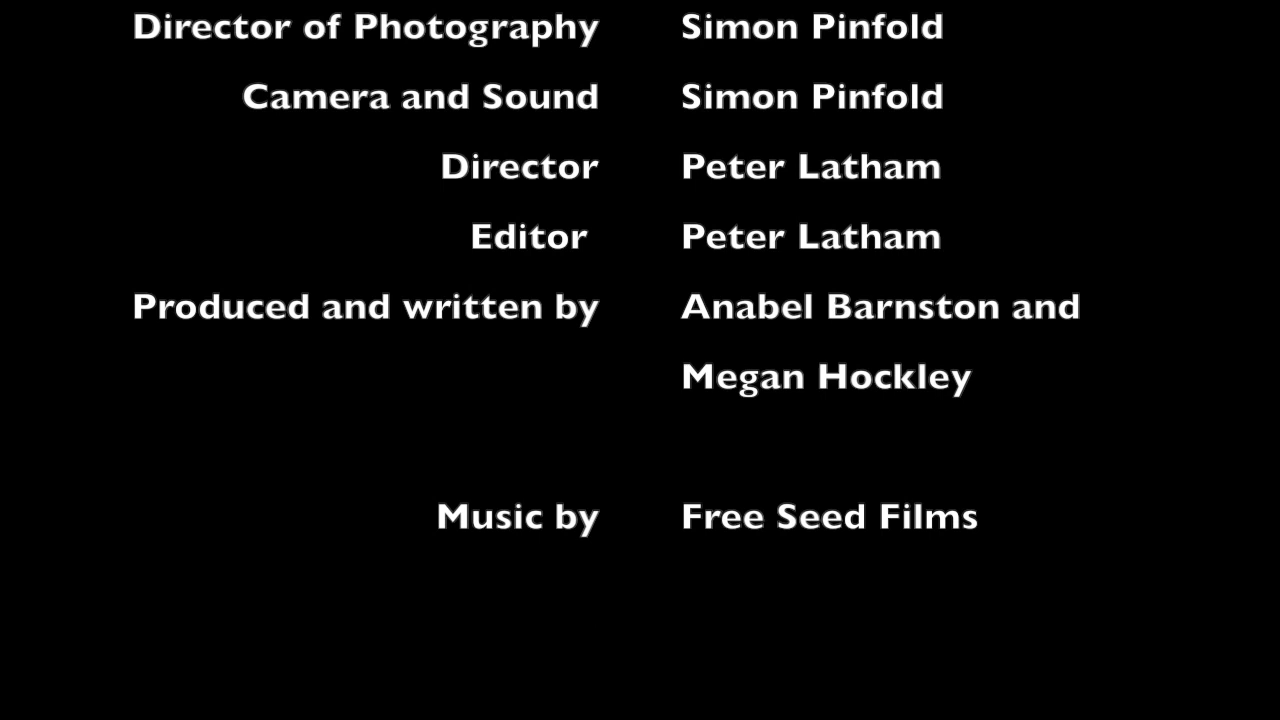 Director of Photography Simon Pinfold
Camera and Sound Simon Pinfold
Director Peter Latham
Editor Peter Latham
Produced and written by Anabel Barnston and
Megan Hockley
Music by Free Seed Films